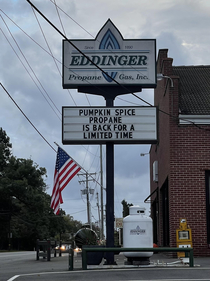 EDDINGER
Propane Gas, Inc.
PUMPKIN SPICE
PROPANE
IS BACK FOR A
LIMITED TIME